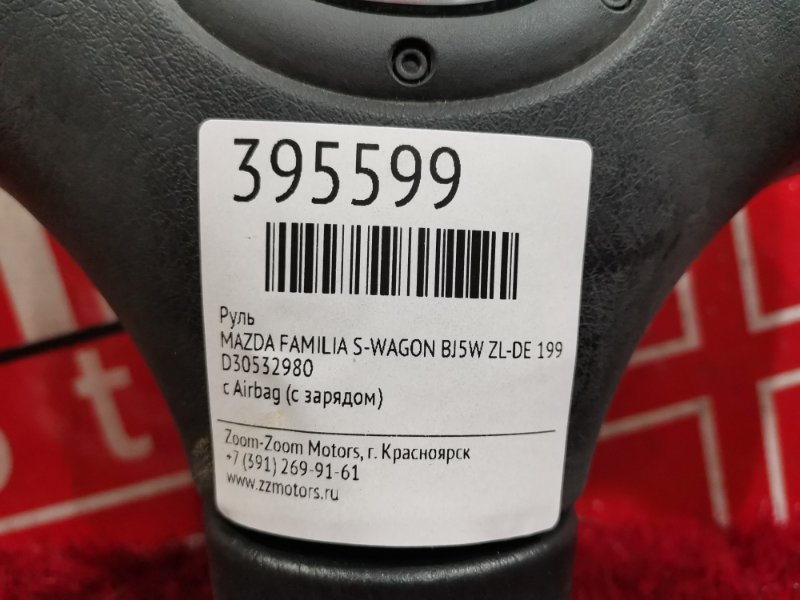 395599
Руль
MAZDA FAMILIA S-WAGON BJ5W ZL-DE 199
D30532980
с Airbag (с зарядом)
Zoom-Zoom Motors, г. Красноярск
+7 (391) 269-91-61
www.zzmotors.ru
t